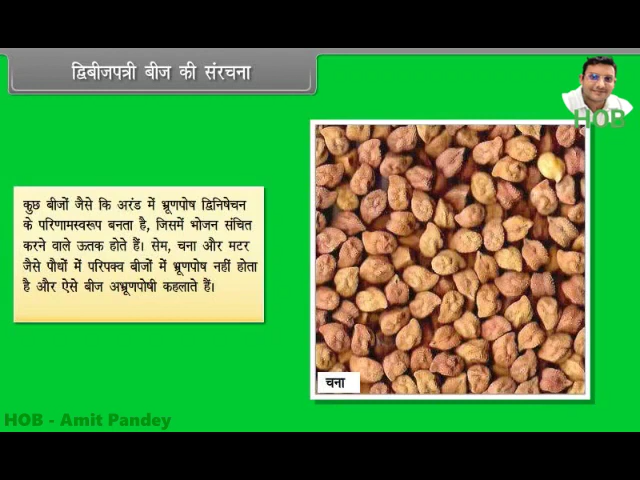 द्विबीजपत्री बीज की संरचना
HOB
कुछ बीजों जैसे कि अरंड में भ्रूणपोष द्विनिषेचन
के परिणामस्वरूप बनता है, जिसमें भोजन संचित
करने वाले ऊतक होते हैं। सेम, चना और मटर
जैसे पौधों में परिपक्व बीजों में भ्रूणपोष नहीं होता
है और ऐसे बीज अभ्रूणपोषी कहलाते हैं।
चना
HOB - Amit Pandey